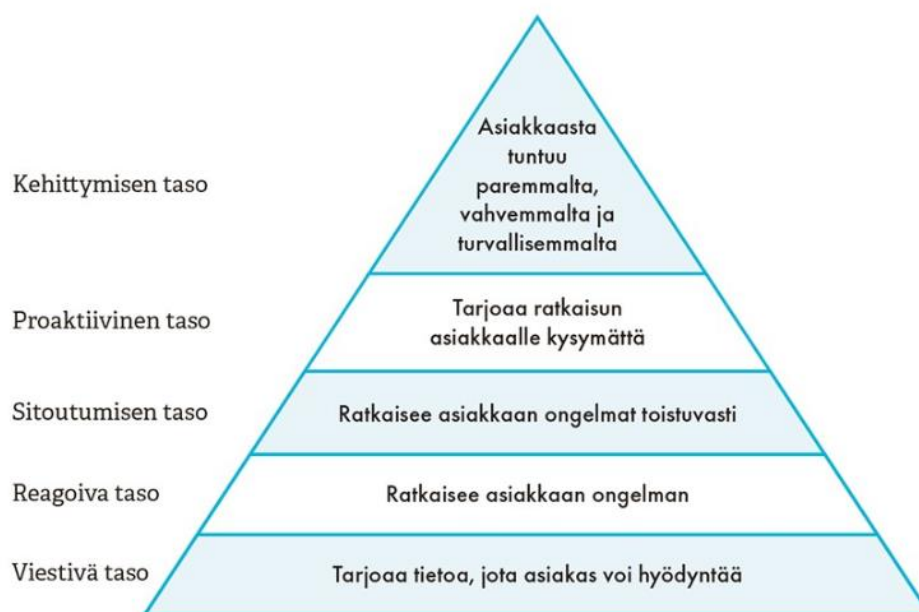 Kehittymisen taso
Asiakkaasta
tuntuu
paremmalta,
vahvemmalta ja
turvallisemmalta
Proaktiivinen taso
Tarjoaa ratkaisun
asiakkaalle kysymättä
Sitoutumisen taso
Ratkaisee asiakkaan ongelmat toistuvasti
Reagoiva taso
Ratkaisee asiakkaan ongelman
Viestivä taso
Tarjoaa tietoa, jota asiakas voi hyödyntää